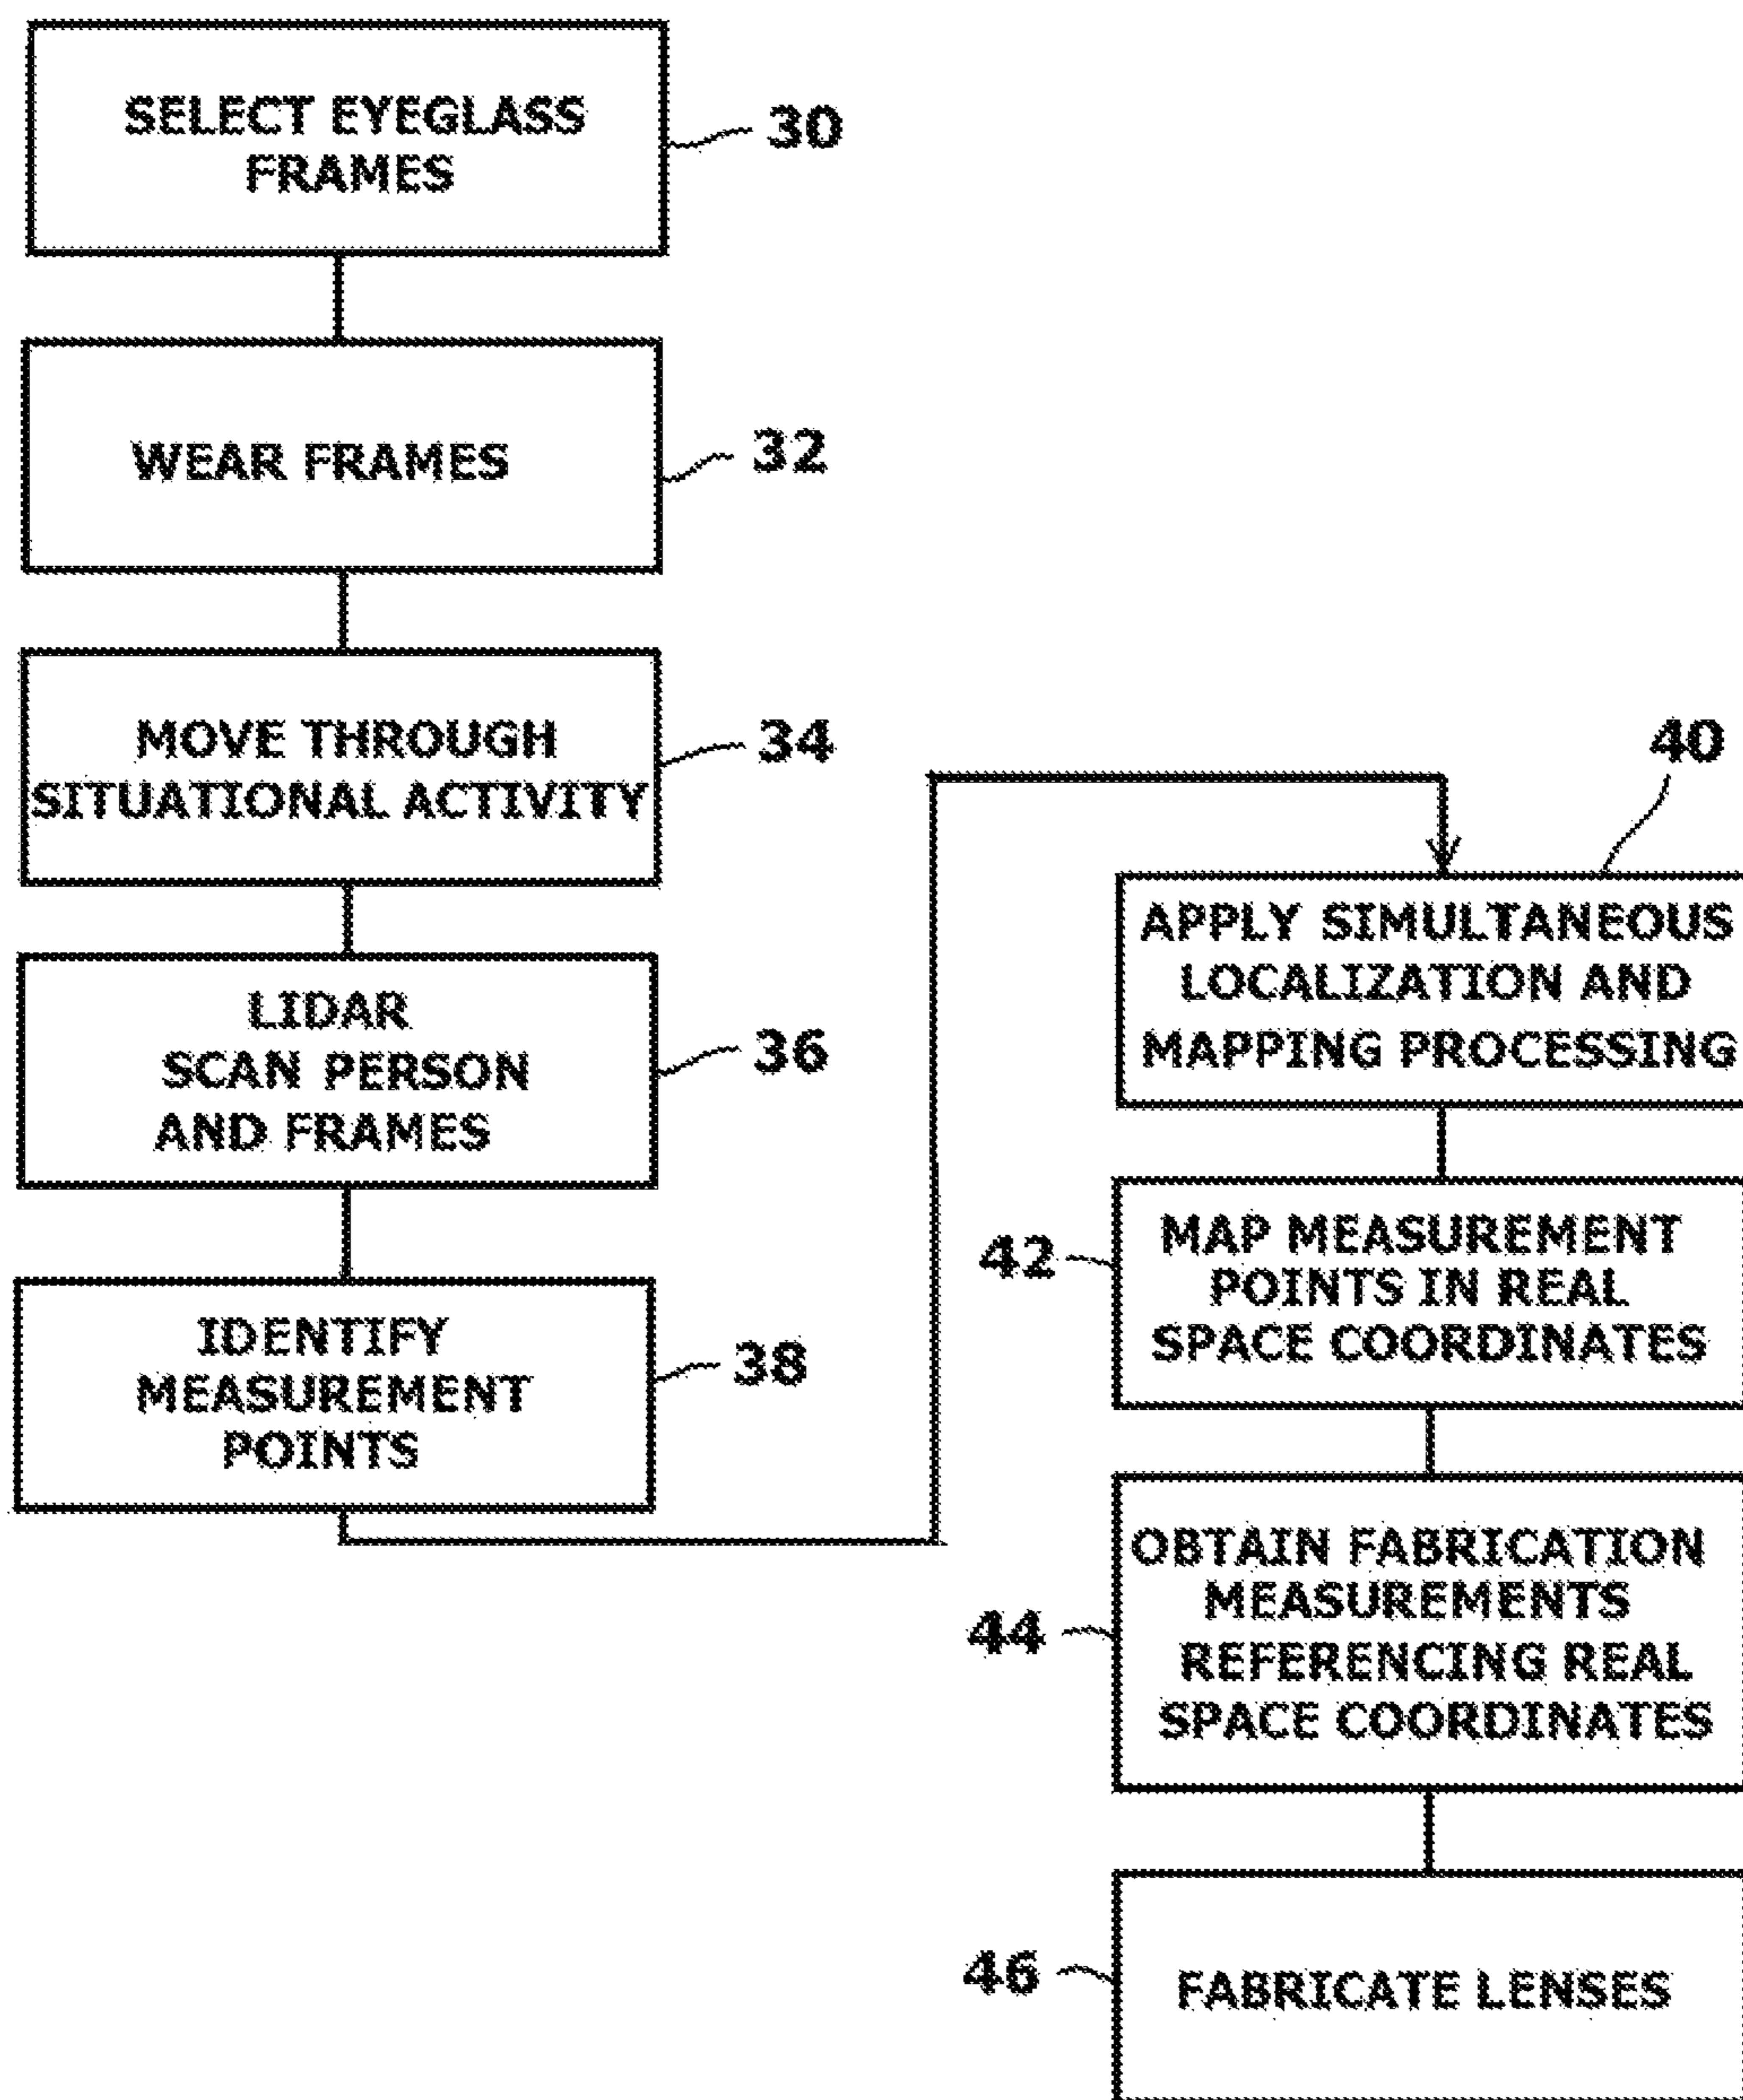 SELECT EYEGLASS
FRAMES
30
WEAR FRAMES
32
MOVE THROUGH
SITUATIONAL ACTIVITY
34
LIDAR
SCAN PERSON
AND FRAMES
36
IDENTIFY
MEASUREMENT
POINTS
38
40
APPLY SIMULTANEOUS
LOCALIZATION AND
MAPPING PROCESSING
42
MAP MEASUREMENT
POINTS IN REAL
SPACE COORDINATES
44
OBTAIN FABRICATION
MEASUREMENTS
REFERENCING REAL
SPACE COORDINATES
46
FABRICATE LENSES